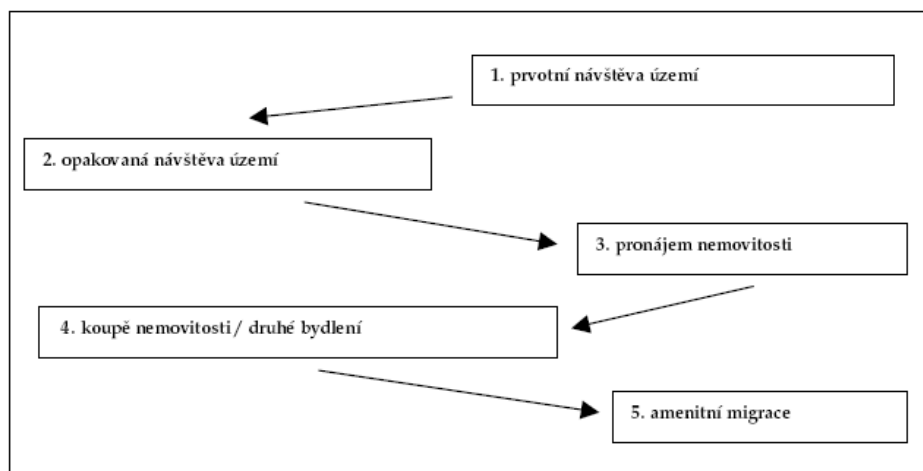 1. prvotní návštěva území
2. opakovaná návštěva území
3. pronájem nemovitosti
4. koupě nemovitosti / druhé bydlení
5. amenitní migrace